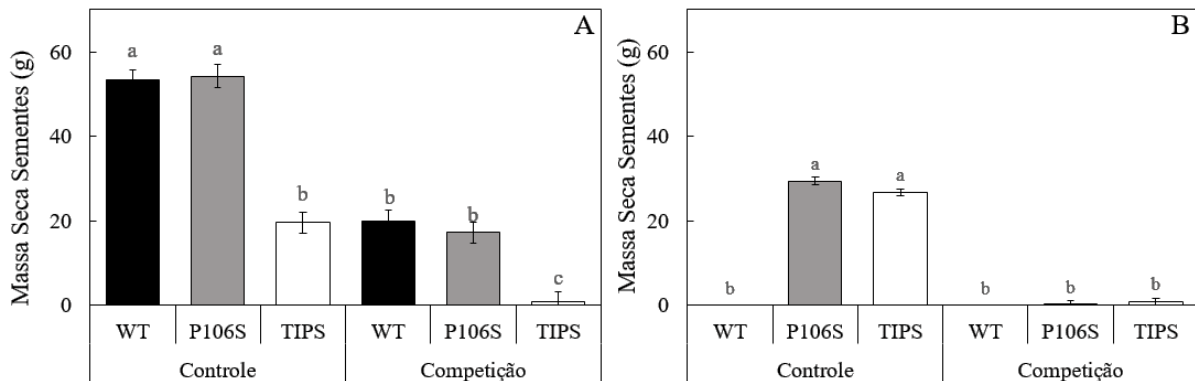 A
Massa Seca Sementes (g)
60
40
20
0
a
a
b
b
b
c
WT
P106S
TIPS
WT
P106S
TIPS
Controle
Competição
B
Massa Seca Sementes (g)
60
40
20
0
b
a
a
b
b
b
WT
P106S
TIPS
WT
P106S
TIPS
Controle
Competição